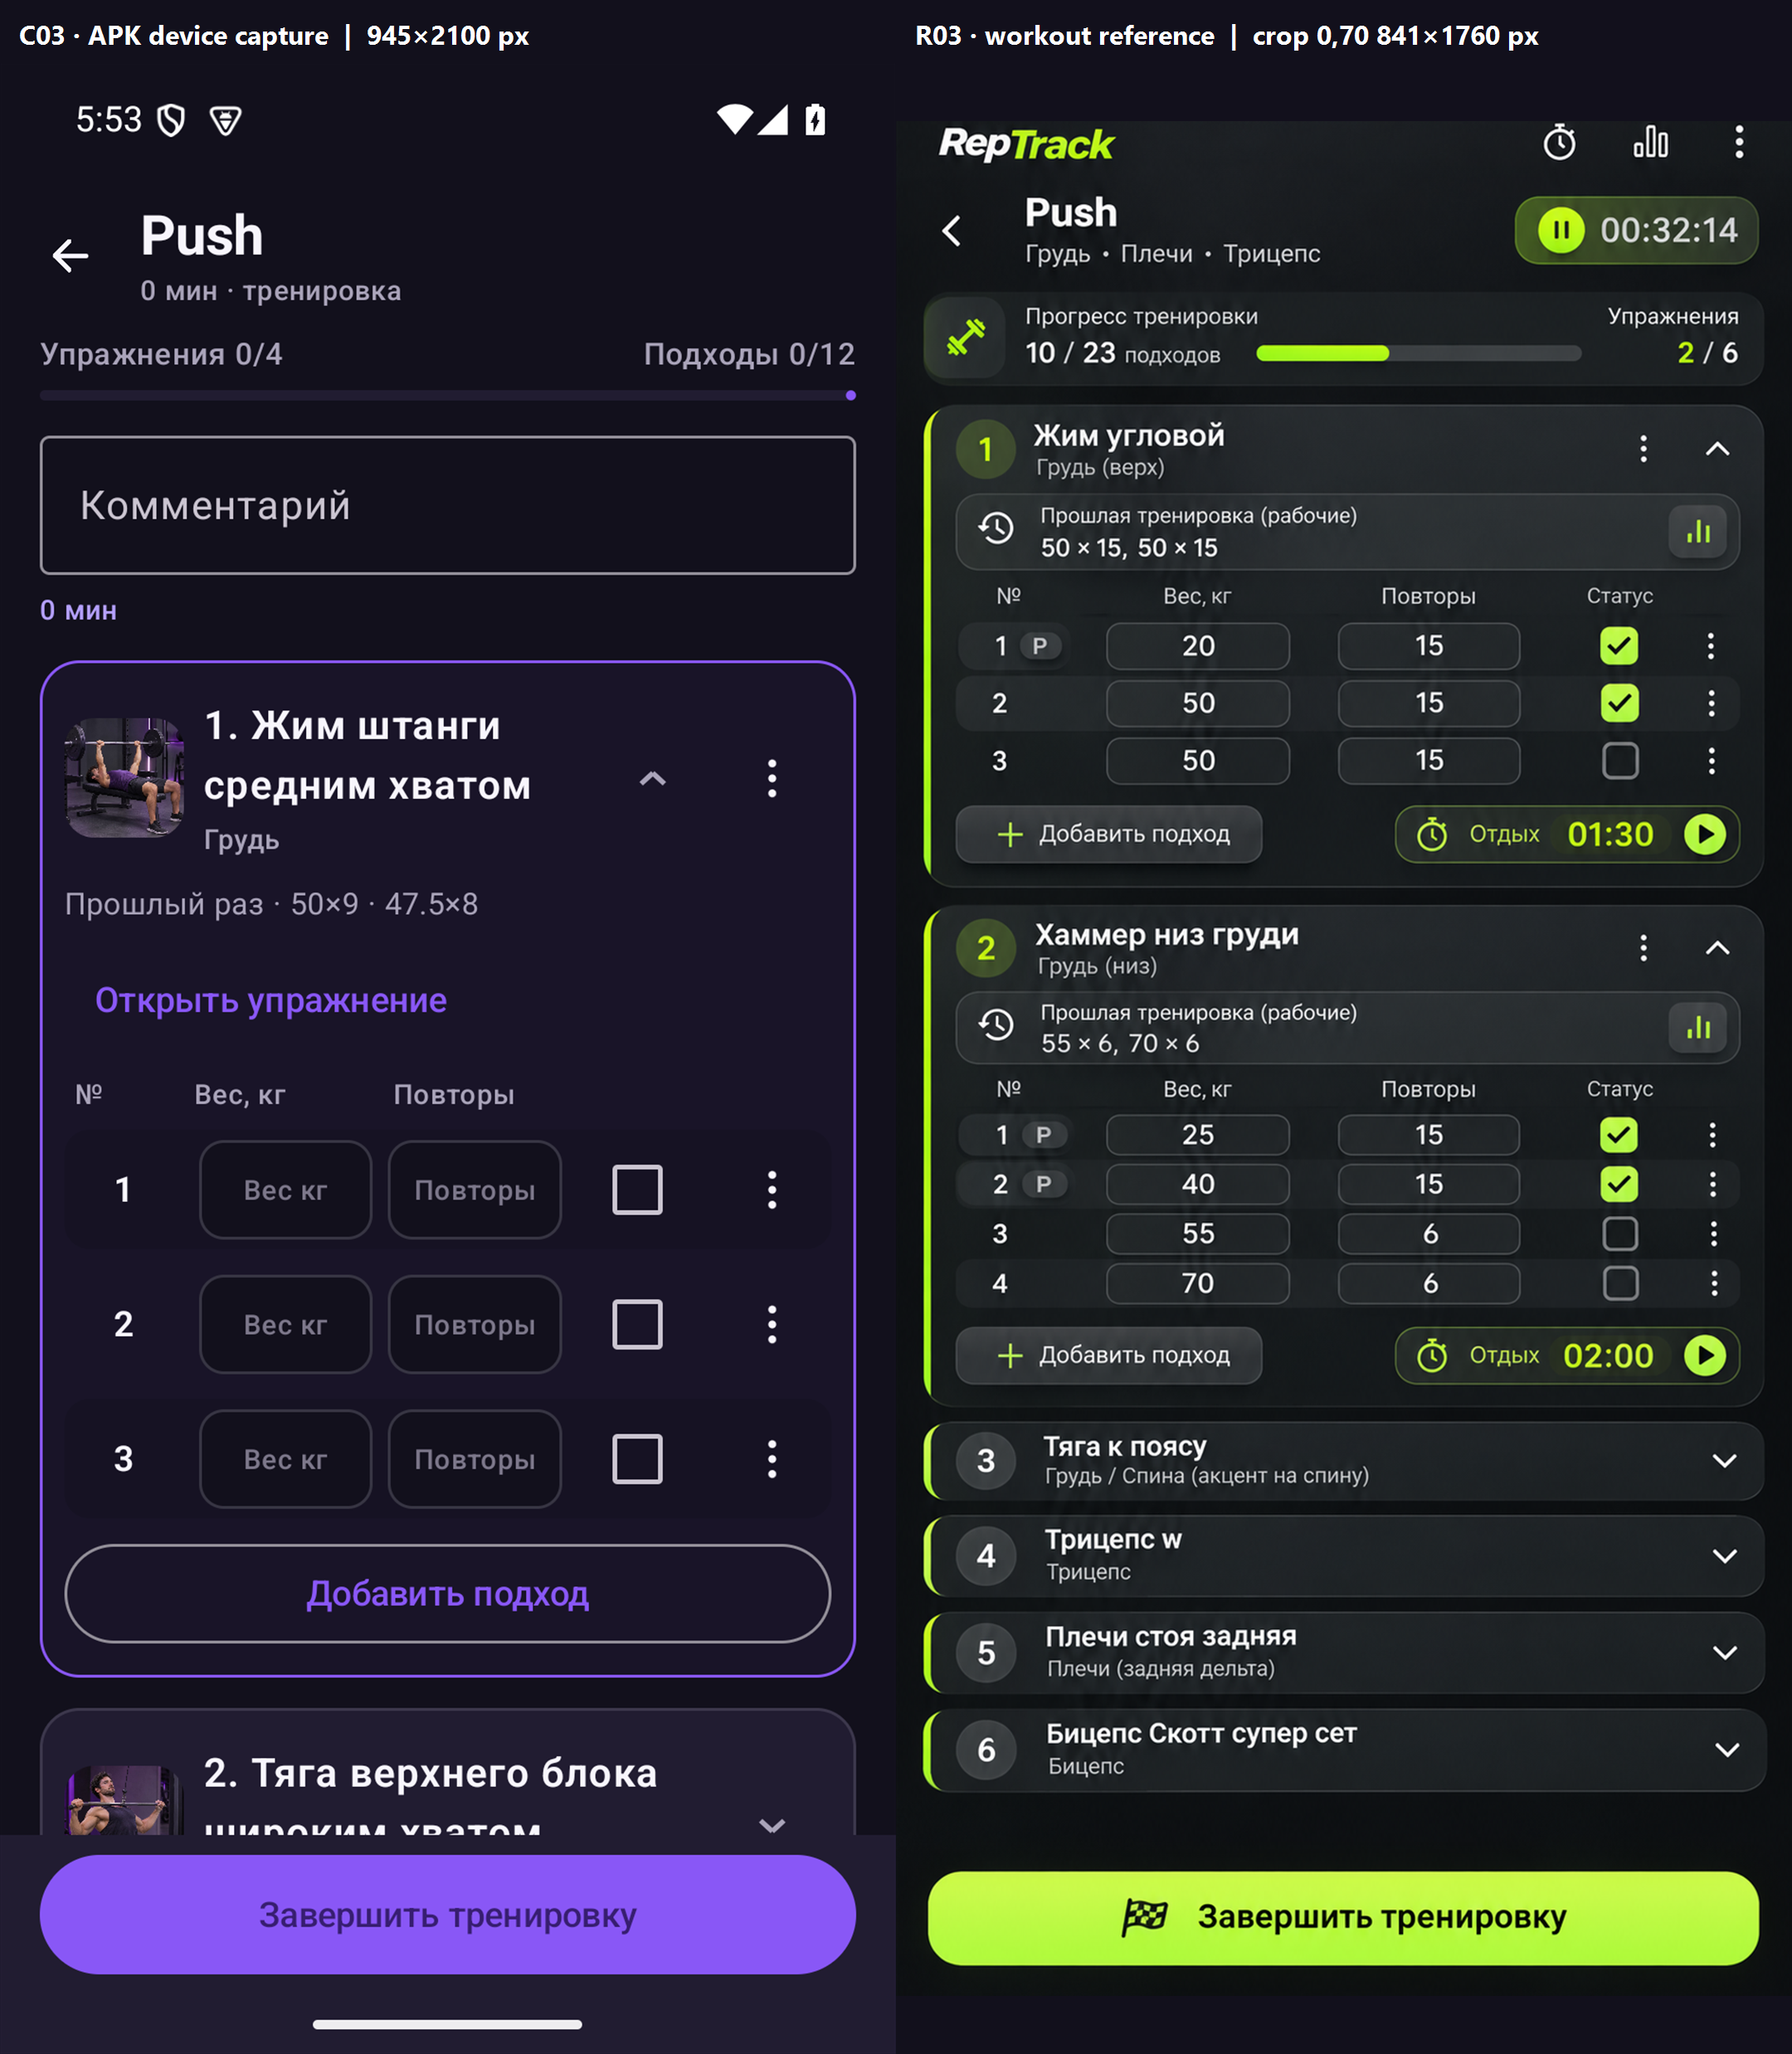 C03 · APK device capture | 945×2100 px
5:53
Push
0 мин · тренировка
Упражнения 0/4
Подходы 0/12
Комментарий
0 мин
1. Жим штанги
средним хватом
Грудь
Прошлый раз · 50×9 · 47.5×8
Открыть упражнение
№ Вес, кг Повторы
1 Вес кг Повторы
2 Вес кг Повторы
3 Вес кг Повторы
Добавить подход
2. Тяга верхнего блока
широким хватом
Завершить тренировку
R03 · workout reference | crop 0,70 841×1760 px
RepTrack
Push
Грудь • Плечи • Трицепс
00:32:14
Прогресс тренировки
10 / 23 подходов
Упражнения
2 / 6
1 Жим угловой
Грудь (верх)
Прошлая тренировка (рабочие)
50 × 15, 50 × 15
№ Вес, кг Повторы Статус
1 P 20 15
2 50 15
3 50 15
+ Добавить подход
Отдых 01:30
2 Хаммер низ груди
Грудь (низ)
Прошлая тренировка (рабочие)
55 × 6, 70 × 6
№ Вес, кг Повторы Статус
1 P 25 15
2 P 40 15
3 55 6
4 70 6
+ Добавить подход
Отдых 02:00
3 Тяга к поясу
Грудь / Спина (акцент на спину)
4 Трицепс w
Трицепс
5 Плечи стоя задняя
Плечи (задняя дельта)
6 Бицепс Скотт супер сет
Бицепс
Завершить тренировку